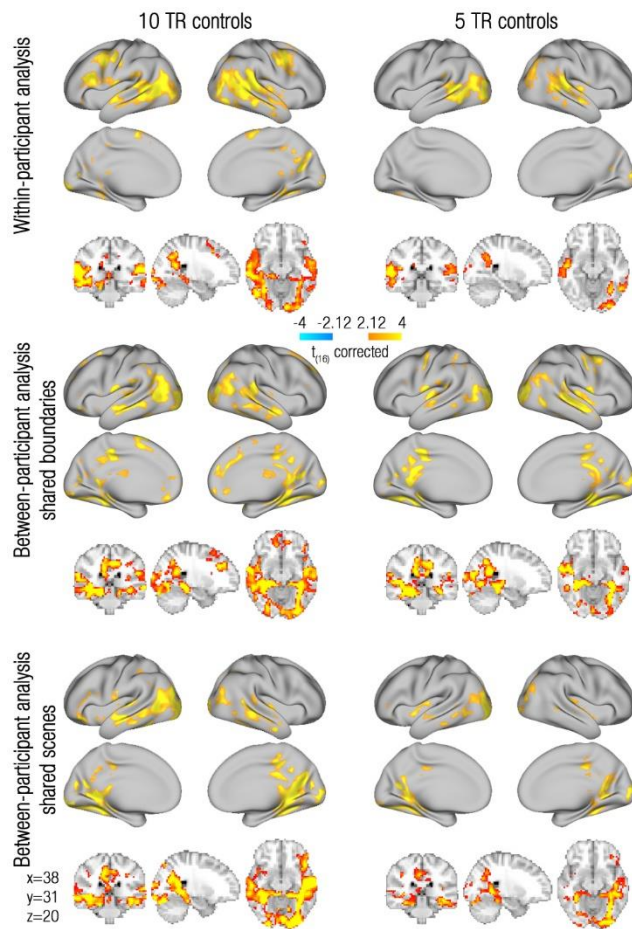 10 TR controls
5 TR controls
Within-participant analysis
-4 -2.12 2.12 4
t(16) corrected
Between-participant analysis
shared boundaries
Between-participant analysis
shared scenes
x=38
y=31
z=20